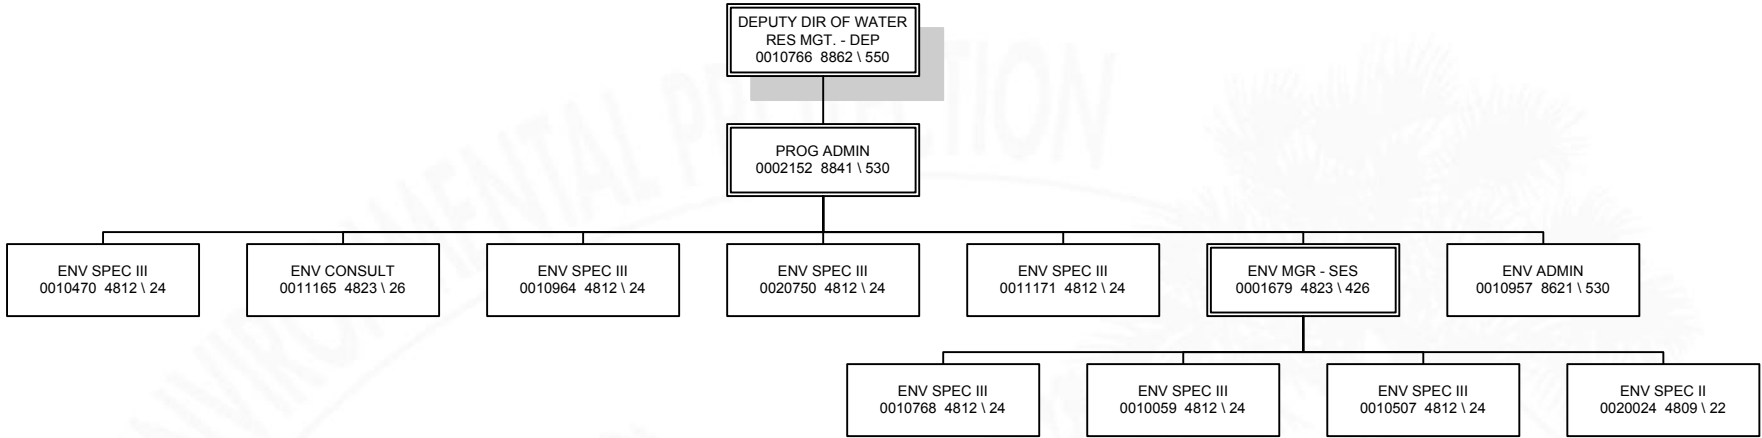 DEPUTY DIR OF WATER
RES MGT. - DEP
0010766 8862 \ 550
PROG ADMIN
0002152 8841 \ 530
ENV SPEC III
0010470 4812 \ 24
ENV CONSULT
0011165 4823 \ 26
ENV SPEC III
0010964 4812 \ 24
ENV SPEC III
0020750 4812 \ 24
ENV SPEC III
0011171 4812 \ 24
ENV MGR - SES
0001679 4823 \ 426
ENV ADMIN
0010957 8621 \ 530
ENV SPEC III
0010768 4812 \ 24
ENV SPEC III
0010059 4812 \ 24
ENV SPEC III
0010507 4812 \ 24
ENV SPEC II
0020024 4809 \ 22
ENVIRONMENTAL PROTECTION